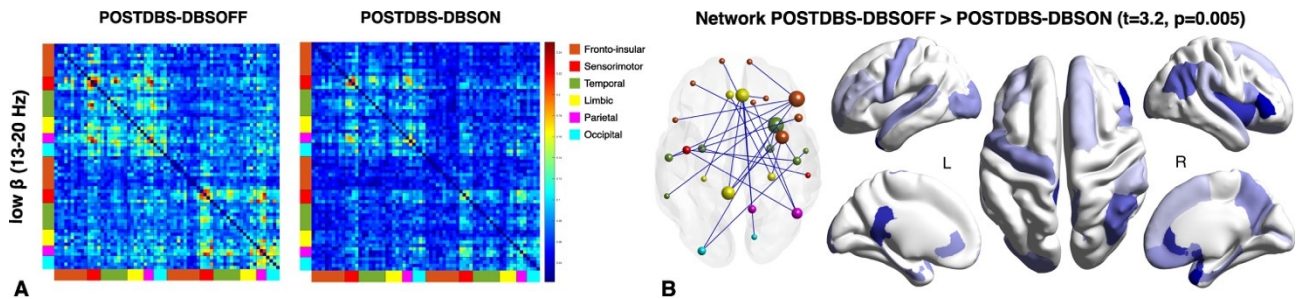 POSTDBS-DBSOFF
POSTDBS-DBSON
low β (13-20 Hz)
Fronto-insular
Sensorimotor
Temporal
Limbic
Parietal
Occipital
A
Network POSTDBS-DBSOFF > POSTDBS-DBSON (t=3.2, p=0.005)
L
R
B